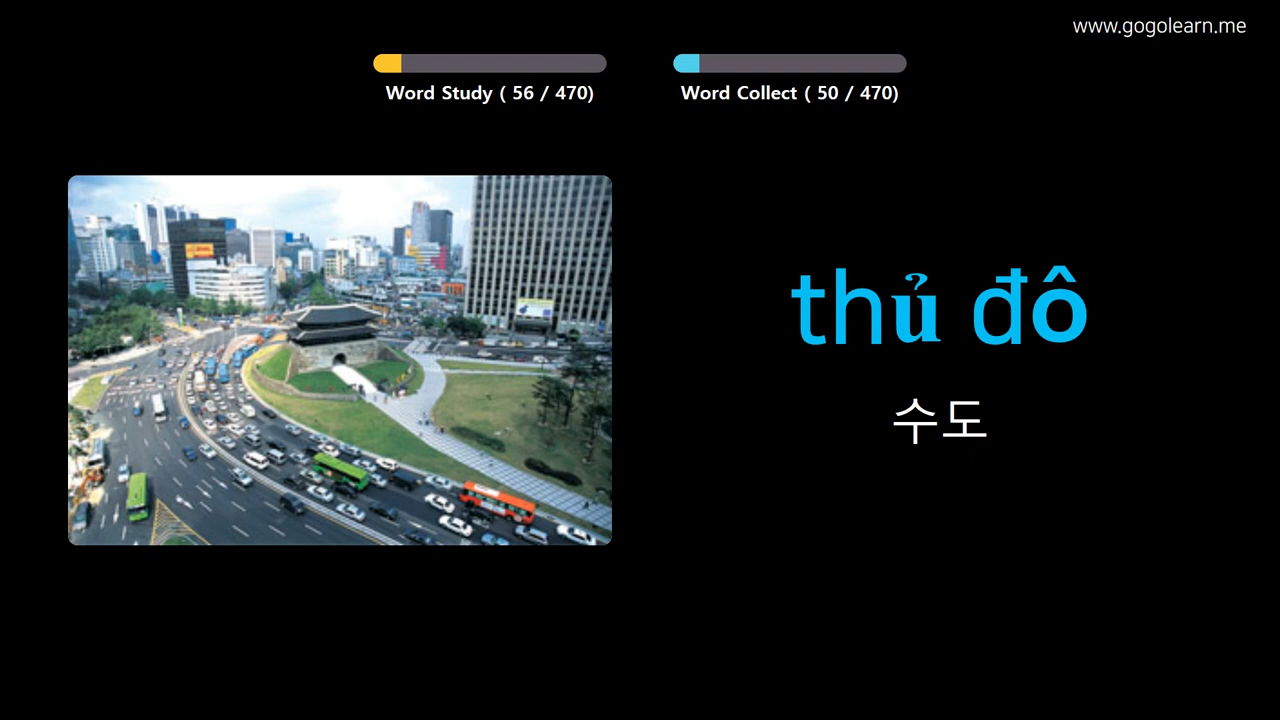 www.gogolearn.me
Word Study ( 56 / 470)
Word Collect ( 50 / 470)
thủ đô
수도